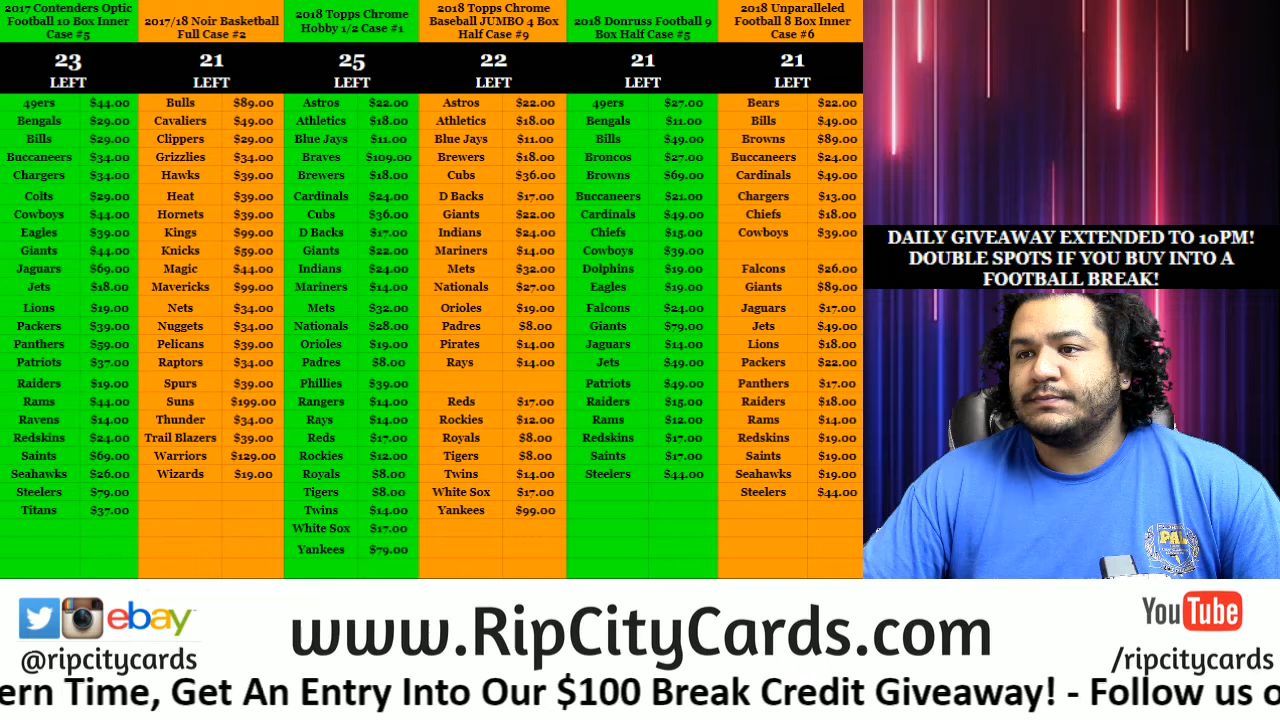 2017 Contenders Optic
Football 10 Box Inner
Case #5
23
LEFT
49ers $44.00
Bengals $29.00
Bills $29.00
Buccaneers $34.00
Chargers $34.00
Colts $29.00
Cowboys $44.00
Eagles $39.00
Giants $44.00
Jaguars $69.00
Jets $18.00
Lions $19.00
Packers $39.00
Panthers $59.00
Patriots $37.00
Raiders $19.00
Rams $44.00
Ravens $14.00
Redskins $24.00
Saints $69.00
Seahawks $26.00
Steelers $79.00
Titans $37.00
2017/18 Noir Basketball
Full Case #2
21
LEFT
Bulls $89.00
Cavaliers $49.00
Clippers $29.00
Grizzlies $34.00
Hawks $39.00
Heat $39.00
Hornets $39.00
Kings $99.00
Knicks $59.00
Magic $44.00
Mavericks $99.00
Nets $34.00
Nuggets $34.00
Pelicans $39.00
Raptors $34.00
Spurs $39.00
Suns $199.00
Thunder $34.00
Trail Blazers $39.00
Warriors $129.00
Wizards $19.00
2018 Topps Chrome
Hobby 1/2 Case #1
25
LEFT
Astros $22.00
Athletics $18.00
Blue Jays $11.00
Braves $109.00
Brewers $18.00
Cardinals $24.00
Cubs $36.00
D Backs $17.00
Giants $22.00
Indians $24.00
Mariners $14.00
Mets $32.00
Nationals $28.00
Orioles $19.00
Padres $8.00
Phillies $39.00
Rangers $14.00
Rays $14.00
Reds $17.00
Rockies $12.00
Royals $8.00
Tigers $8.00
Twins $14.00
White Sox $17.00
Yankees $79.00
2018 Topps Chrome
Baseball JUMBO 4 Box
Half Case #9
22
LEFT
Astros $22.00
Athletics $18.00
Blue Jays $11.00
Brewers $18.00
Cubs $36.00
D Backs $17.00
Giants $22.00
Indians $24.00
Mariners $14.00
Mets $32.00
Nationals $27.00
Orioles $19.00
Padres $8.00
Pirates $14.00
Rays $14.00
Reds $17.00
Rockies $12.00
Royals $8.00
Tigers $8.00
Twins $14.00
White Sox $17.00
Yankees $99.00
2018 Donruss Football 9
Box Half Case #5
21
LEFT
49ers $27.00
Bengals $11.00
Bills $49.00
Broncos $27.00
Browns $69.00
Buccaneers $21.00
Cardinals $49.00
Chiefs $15.00
Cowboys $39.00
Dolphins $19.00
Eagles $19.00
Falcons $24.00
Giants $79.00
Jaguars $14.00
Jets $49.00
Patriots $49.00
Raiders $15.00
Rams $12.00
Redskins $17.00
Saints $17.00
Steelers $44.00
2018 Unparalleled
Football 8 Box Inner
Case #6
21
LEFT
Bears $22.00
Bills $49.00
Browns $89.00
Buccaneers $24.00
Cardinals $49.00
Chargers $13.00
Chiefs $18.00
Cowboys $39.00
Falcons $26.00
Giants $89.00
Jaguars $17.00
Jets $49.00
Lions $18.00
Packers $22.00
Panthers $17.00
Raiders $18.00
Rams $14.00
Redskins $19.00
Saints $19.00
Seahawks $19.00
Steelers $44.00
DAILY GIVEAWAY EXTENDED TO 10PM!
DOUBLE SPOTS IF YOU BUY INTO A
FOOTBALL BREAK!
PAL
ebay
@ripcitycards
www.RipCityCards.com
YouTube
/ripcitycards
ern Time, Get An Entry Into Our $100 Break Credit Giveaway! - Follow us o